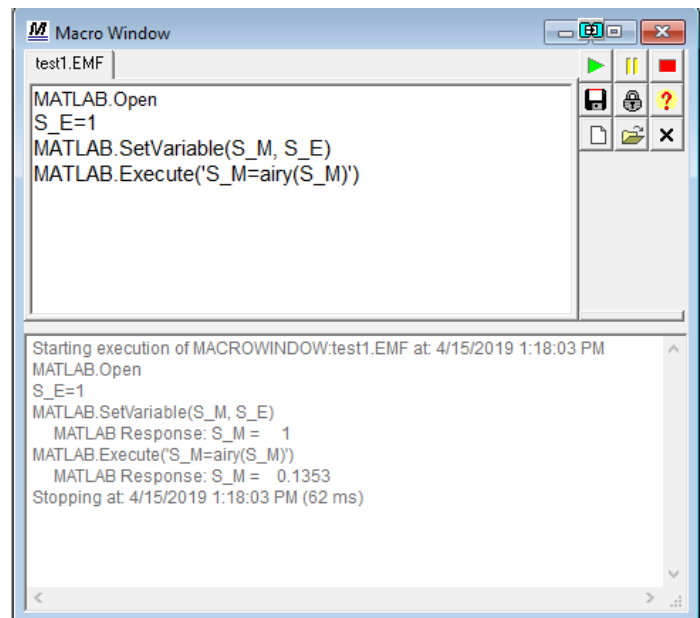 M Macro Window
test1.EMF
MATLAB.Open
S_E=1
MATLAB.SetVariable(S_M, S_E)
MATLAB.Execute('S_M=airy(S_M)')
Starting execution of MACROWINDOW:test1.EMF at: 4/15/2019 1:18:03 PM
MATLAB.Open
S_E=1
MATLAB.SetVariable(S_M, S_E)
MATLAB Response: S_M = 1
MATLAB.Execute('S_M=airy(S_M)')
MATLAB Response: S_M = 0.1353
Stopping at: 4/15/2019 1:18:03 PM (62 ms)